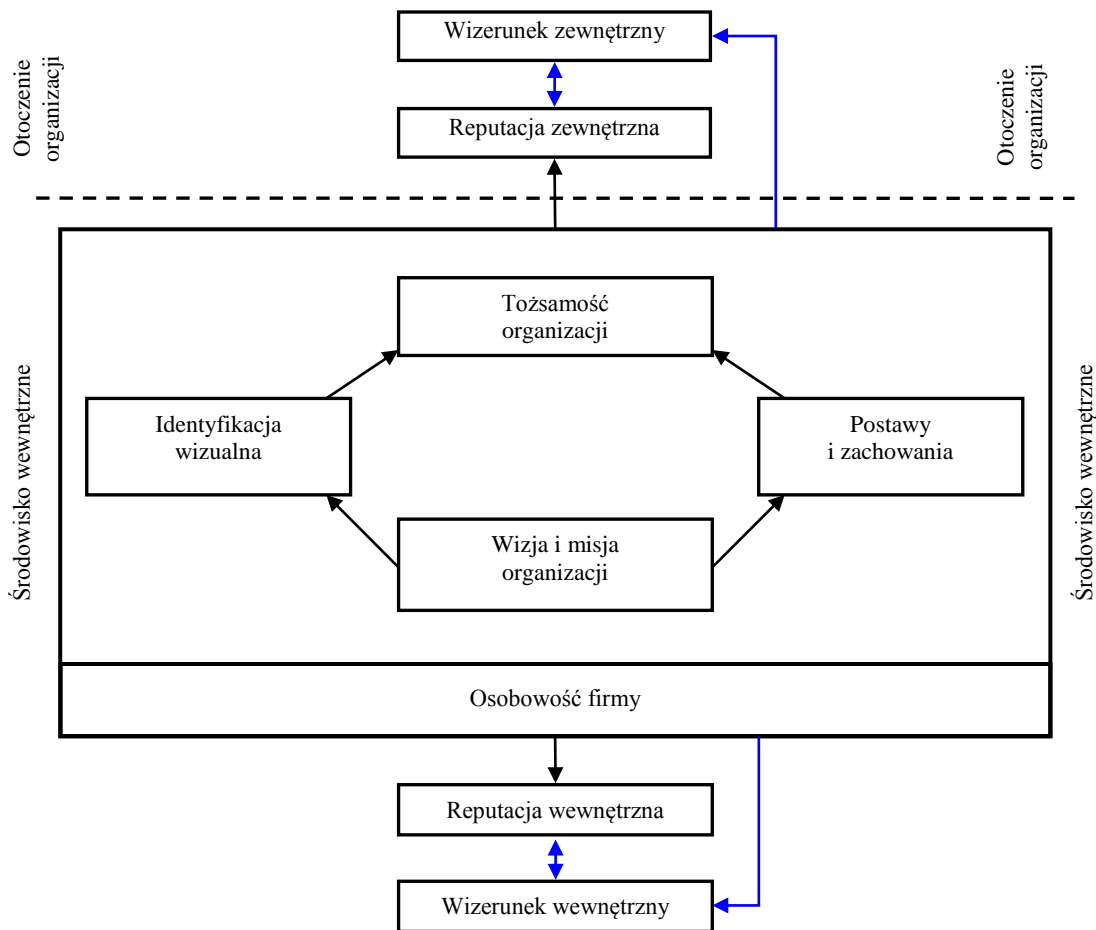 Wizerunek zewnętrzny
Otoczenie
organizacji
Otoczenie
organizacji
Reputacja zewnętrzna
Tożsamość
organizacji
Środowisko wewnętrzne
Identyfikacja
wizualna
Postawy
i zachowania
Środowisko wewnętrzne
Wizja i misja
organizacji
Osobowość firmy
Reputacja wewnętrzna
Wizerunek wewnętrzny